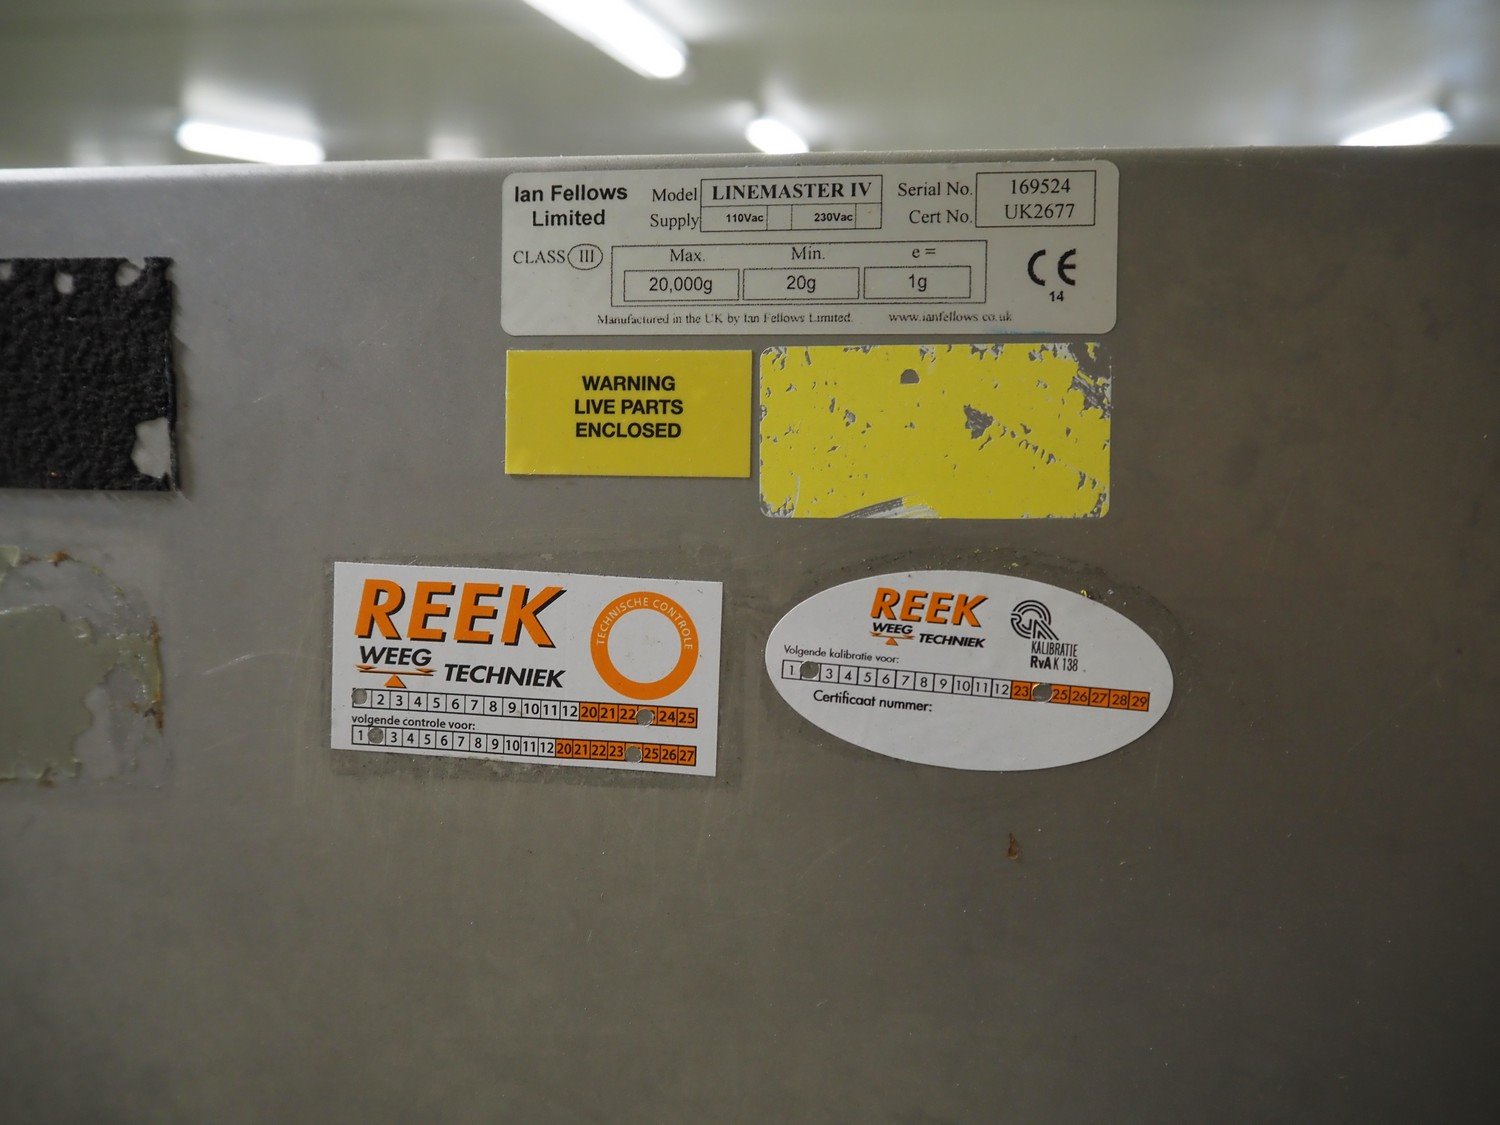 Ian Fellows Limited
Model LINEMASTER IV
Supply 110Vac 230Vac
Serial No. 169524
Cert No. UK2677
CLASS III
Max. Min. e =
20,000g 20g 1g
CE
14
Manufactured in the UK by Ian Fellows Limited. www.ianfellows.co.uk
WARNING
LIVE PARTS
ENCLOSED
REEK
WEEG TECHNIEK
TECHNISCHE CONTROLE
2 3 4 5 6 7 8 9 10 11 12 20 21 22 24 25
volgende controle voor:
1 3 4 5 6 7 8 9 10 11 12 20 21 22 23 25 26 27
REEK
WEEG TECHNIEK
KALIBRATIE
RvA K 138
Volgende kalibratie voor:
1 3 4 5 6 7 8 9 10 11 12 23 25 26 27 28 29
Certificaat nummer: